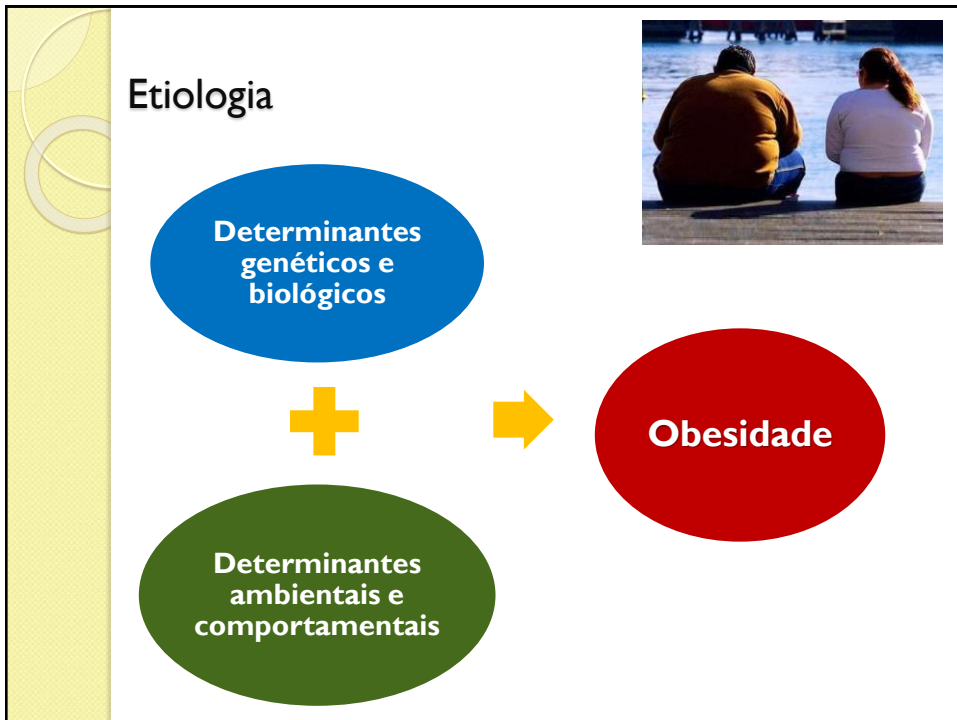 Etiologia
Determinantes
genéticos e
biológicos
Determinantes
ambientais e
comportamentais
Obesidade